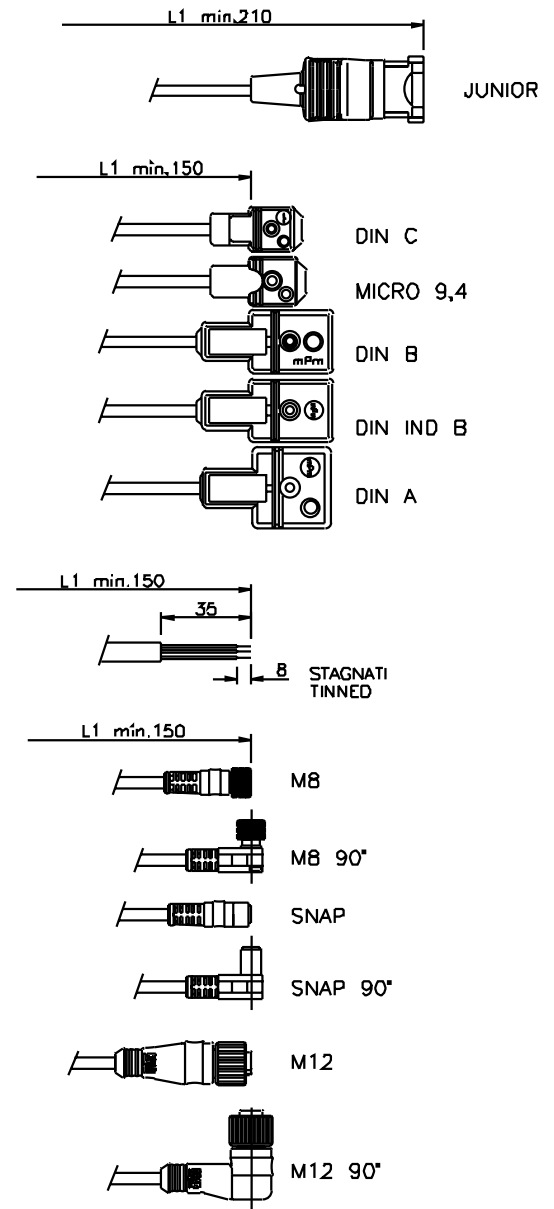 L1 min.210
JUNIOR
L1 min.150
DIN C
MICRO 9,4
DIN B
mPm
DIN IND B
DIN A
L1 min.150
35
8
STAGNATI
TINNED
L1 min.150
M8
M8 90°
SNAP
SNAP 90°
M12
M12 90°